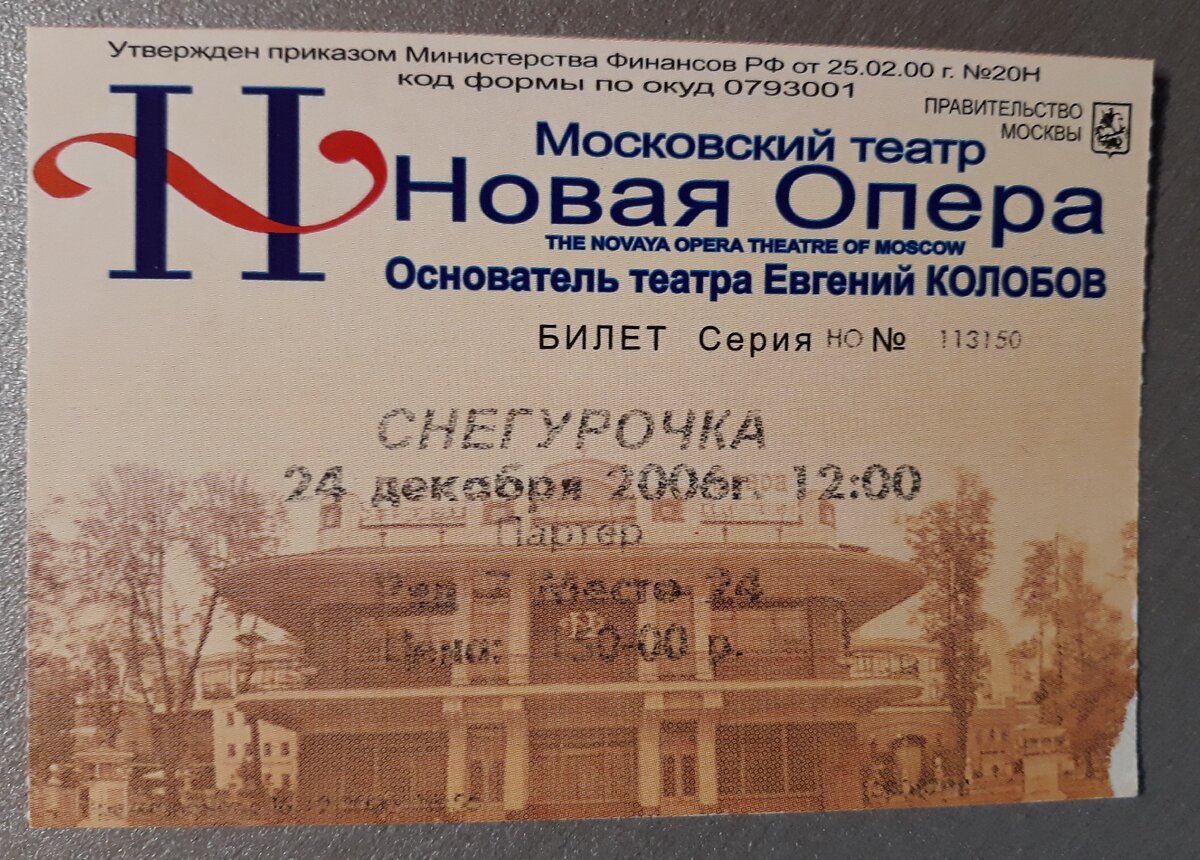 Утвержден приказом Министерства Финансов РФ от 25.02.00 г. №20Н
код формы по окуд 0793001
ПРАВИТЕЛЬСТВО
МОСКВЫ
Московский театр
Новая Опера
THE NOVAYA OPERA THEATRE OF MOSCOW
Основатель театра Евгений КОЛОБОВ
БИЛЕТ Серия НО № 113150
СНЕГУРОЧКА
24 декабря 2006г. 12:00
Партер
Ряд Место 24
Цена: 150-00 р.